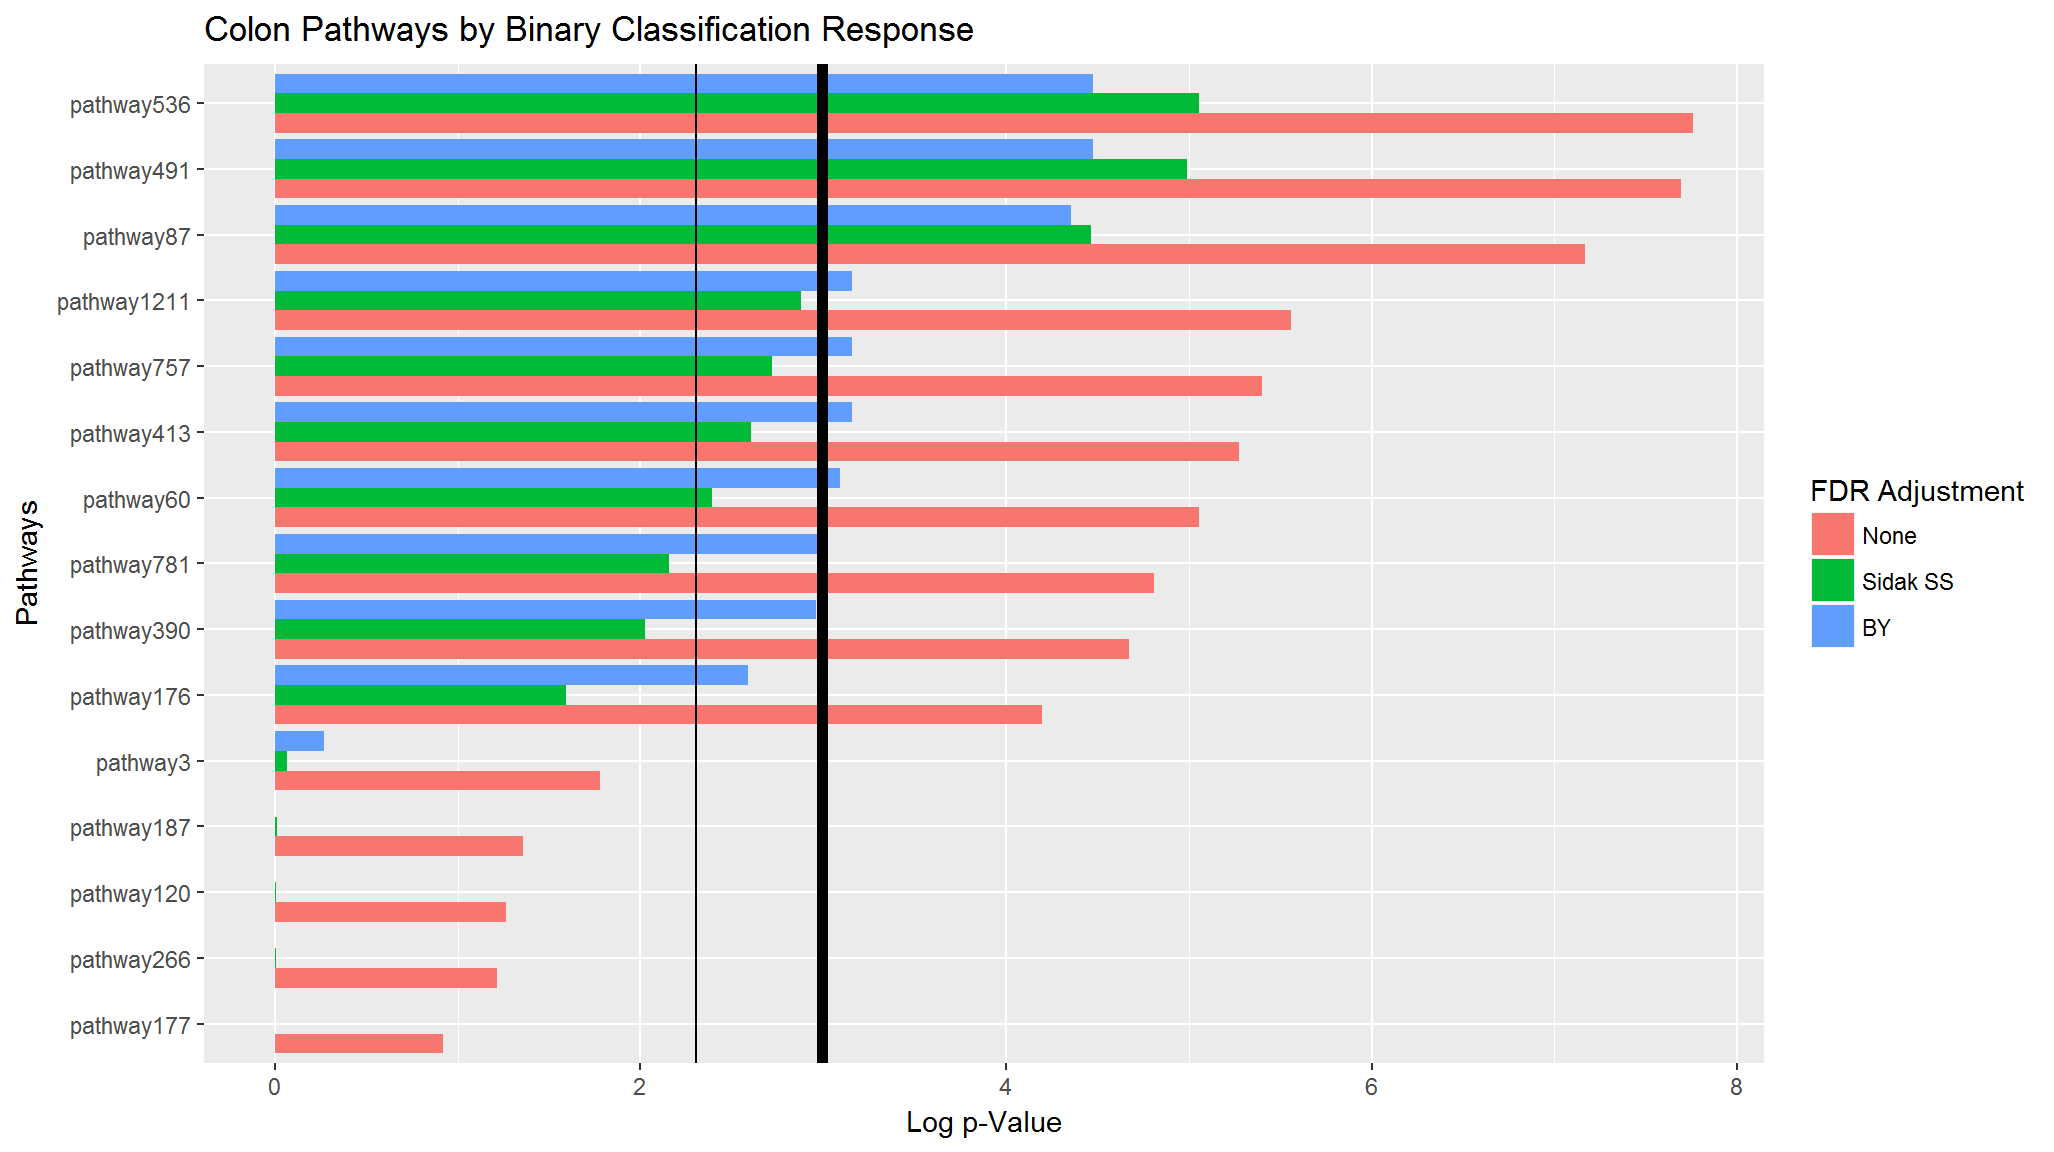 Colon Pathways by Binary Classification Response
pathway536
pathway491
pathway87
pathway1211
pathway757
pathway413
pathway60
pathway781
pathway390
pathway176
pathway3
pathway187
pathway120
pathway266
pathway177
Pathways
0 2 4 6 8
Log p-Value
FDR Adjustment
None
Sidak SS
BY